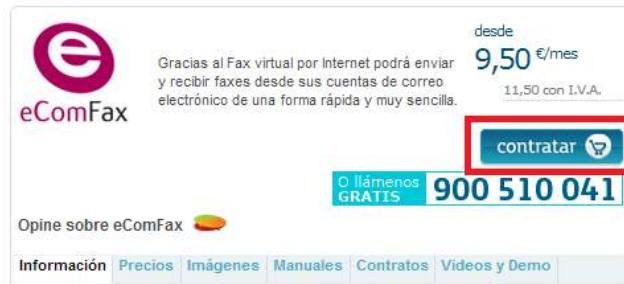 eComFax
Gracias al Fax virtual por Internet podrá enviar
y recibir faxes desde sus cuentas de correo
electrónico de una forma rápida y muy sencilla.
desde
9,50 €/mes
11,50 con I.V.A.
contratar
O llámenos
GRATIS
900 510 041
Opine sobre eComFax
Información Precios Imágenes Manuales Contratos Videos y Demo